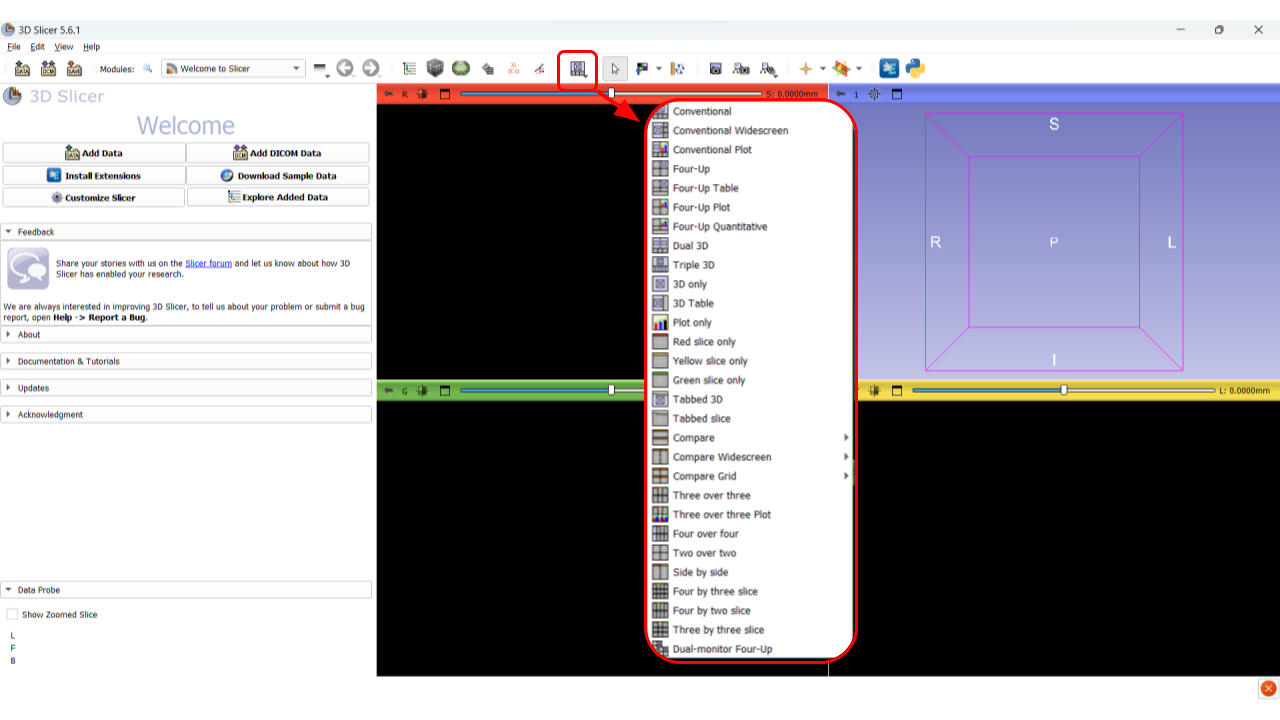 3D Slicer 5.6.1
File Edit View Help
DATA DCM SAVE Modules: Welcome to Slicer
R S: 0.0000mm
1
3D Slicer
Welcome
Add Data
Add DICOM Data
Install Extensions
Download Sample Data
Customize Slicer
Explore Added Data
Feedback
Share your stories with us on the Slicer forum and let us know about how 3D
Slicer has enabled your research.
We are always interested in improving 3D Slicer, to tell us about your problem or submit a bug
report, open Help -> Report a Bug.
About
Documentation & Tutorials
Updates
Acknowledgment
Data Probe
Show Zoomed Slice
L
F
B
Conventional
Conventional Widescreen
Conventional Plot
Four-Up
Four-Up Table
Four-Up Plot
Four-Up Quantitative
Dual 3D
Triple 3D
3D only
3D Table
Plot only
Red slice only
Yellow slice only
Green slice only
Tabbed 3D
Tabbed slice
Compare
Compare Widescreen
Compare Grid
Three over three
Three over three Plot
Four over four
Two over two
Side by side
Four by three slice
Four by two slice
Three by three slice
Dual-monitor Four-Up
S
R P L
I
G
L: 0.0000mm